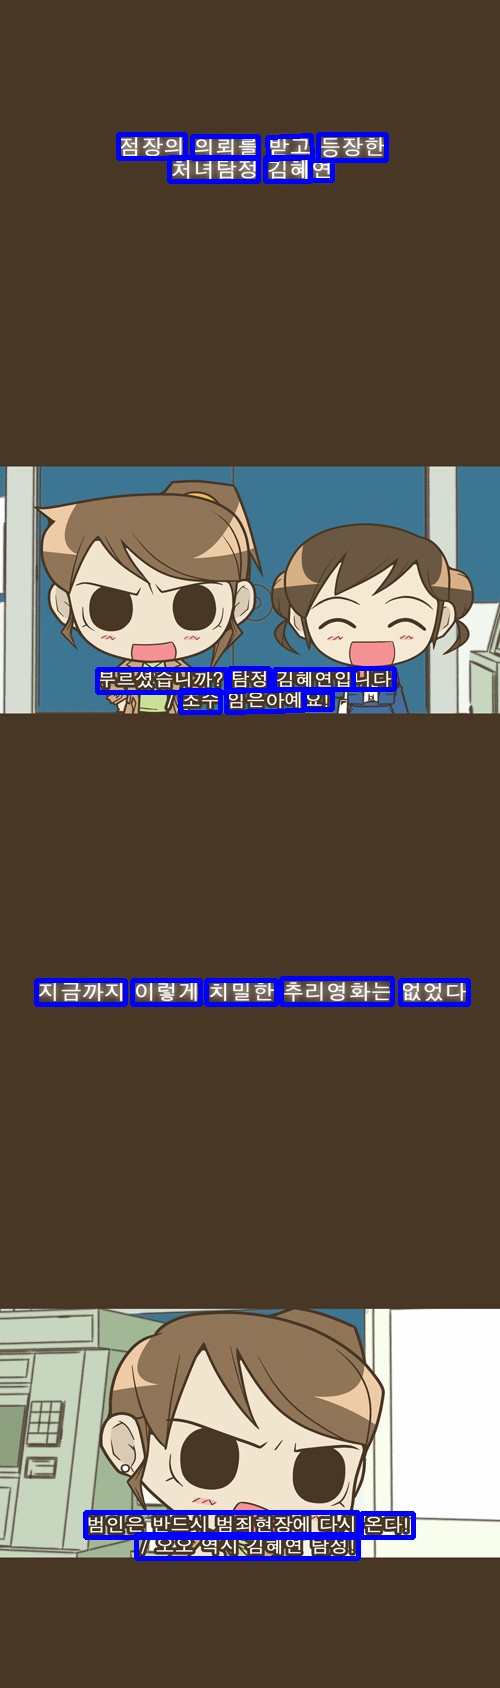 점장의 의뢰를 받고 등장한
처녀탐정 김혜연
부르셨습니까? 탐정 김혜연입니다
/ 조수 임은아예요!
지금까지 이렇게 치밀한 추리영화는 없었다
범인은 반드시 범죄현장에 다시 온다!
/ 오오 역시 김혜연 탐정!